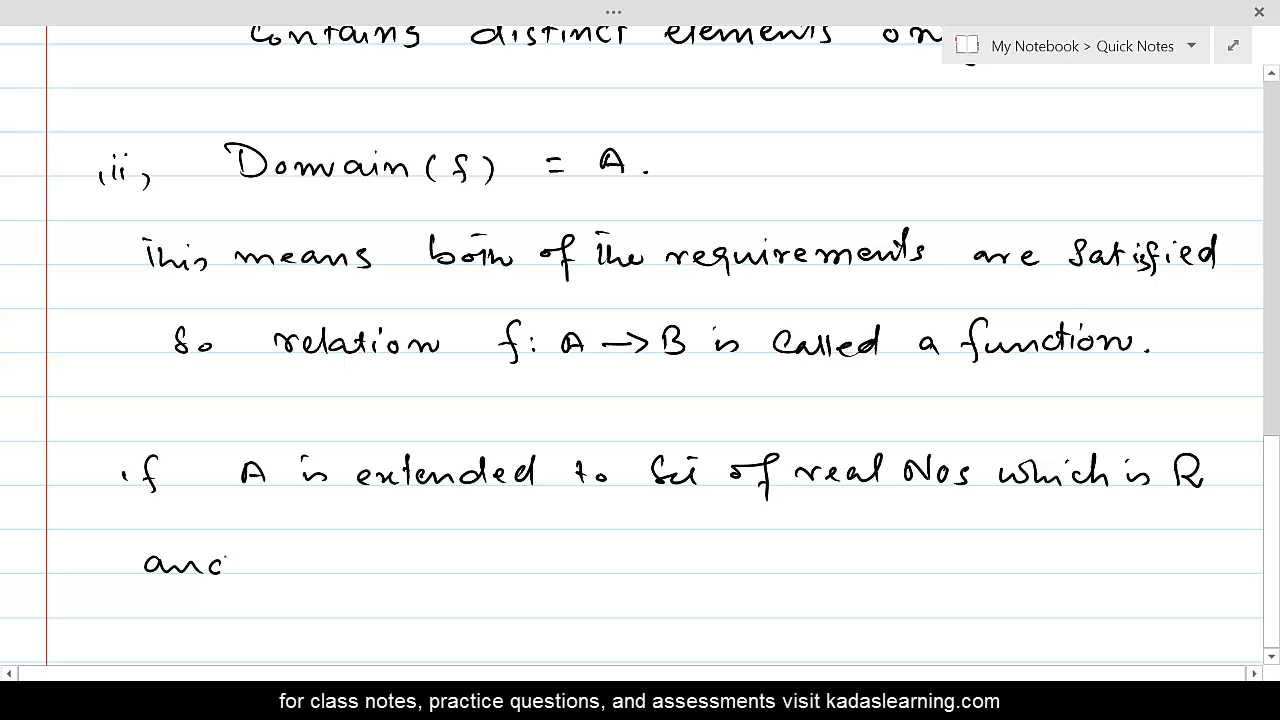 My Notebook > Quick Notes
contains distinct elements
ii, Domain(f) = A.
This means both of the requirements are satisfied
So relation f: A → B is called a function.
if A is extended to Set of real Nos which is R
and
for class notes, practice questions, and assessments visit kadaslearning.com